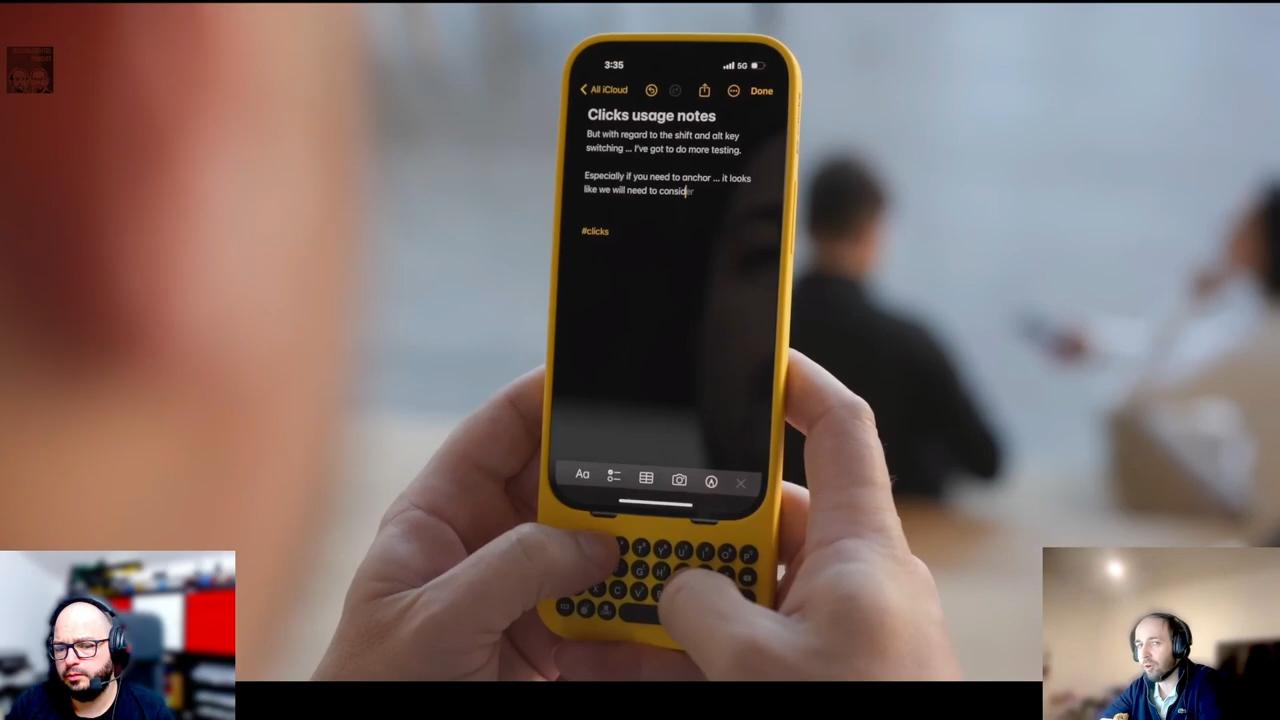 3:35
5G
All iCloud
Done
Clicks usage notes
But with regard to the shift and alt key
switching ... I've got to do more testing.
Especially if you need to anchor ... it looks
like we will need to consider
#clicks
Aa
T Y U I O P
G H
X C V